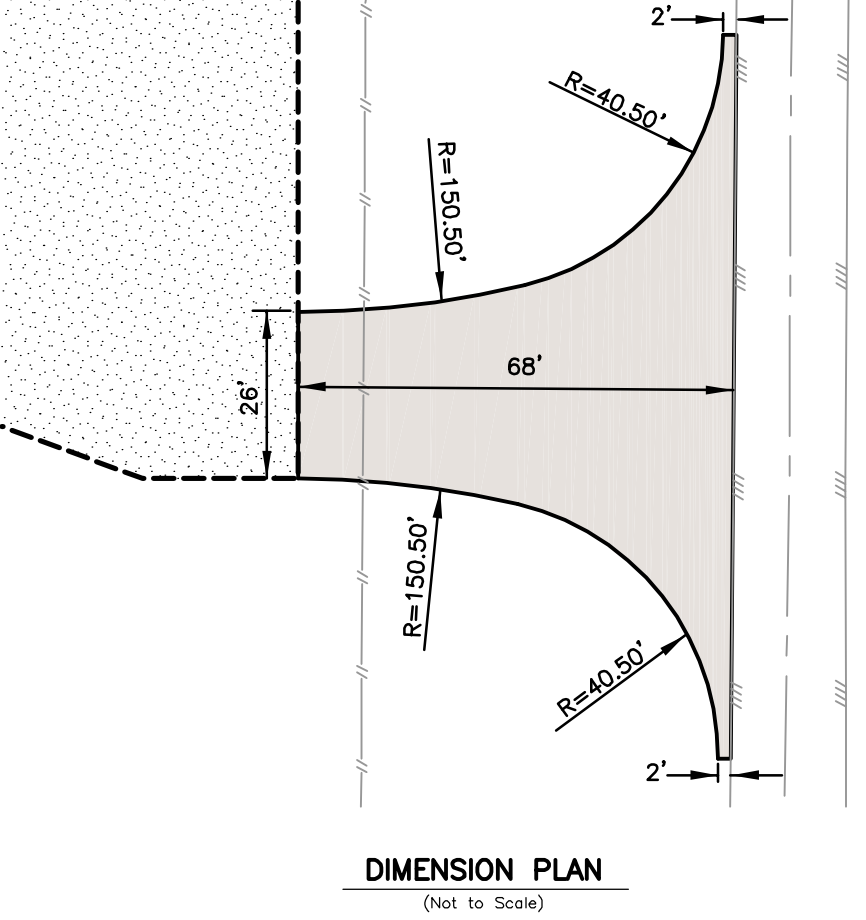 2'
R=40.50'
R=150.50'
68'
26'
R=150.50'
R=40.50'
2'
DIMENSION PLAN
(Not to Scale)